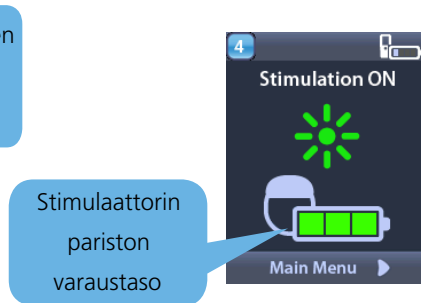 4
Stimulation ON
Stimulaattorin
pariston
varaustaso
Main Menu